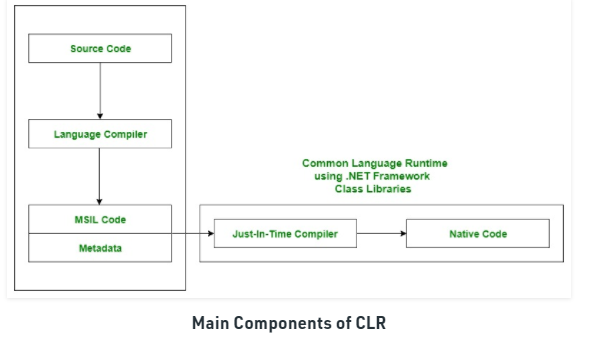 Source Code
Language Compiler
Common Language Runtime
using .NET Framework
Class Libraries
MSIL Code
Metadata
Just-In-Time Compiler
Native Code
Main Components of CLR